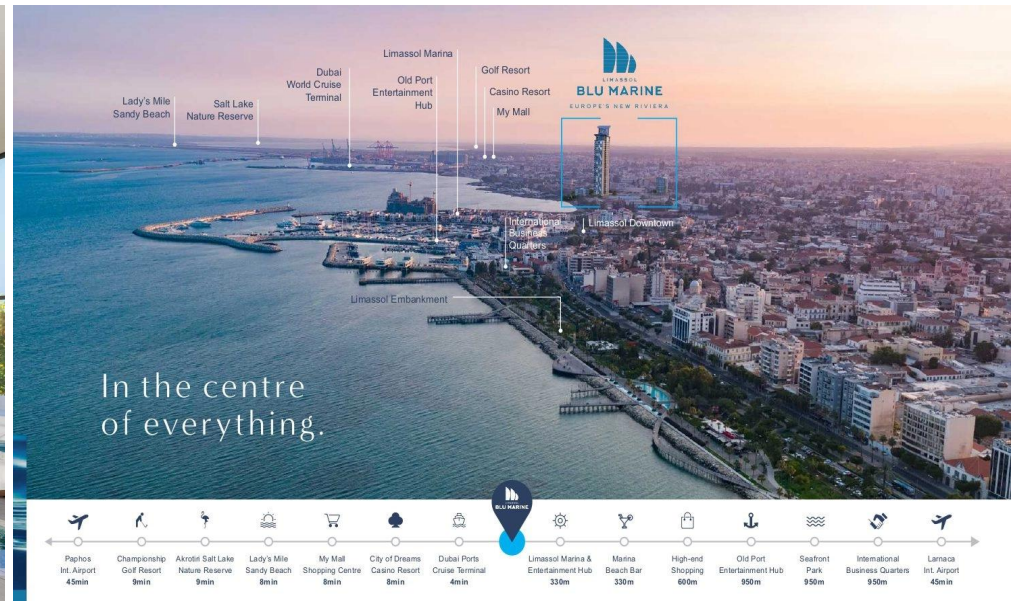 Limassol Marina
Dubai
World Cruise
Terminal
Old Port
Entertainment
Hub
Golf Resort
Casino Resort
My Mall
Lady's Mile
Sandy Beach
Salt Lake
Nature Reserve
LIMASSOL
BLU MARINE
EUROPE'S NEW RIVIERA
International
Business
Quarters
Limassol Downtown
Limassol Embankment
In the centre
of everything.
BLU MARINE
Paphos
Int. Airport
45min
Championship
Golf Resort
9min
Akrotiri Salt Lake
Nature Reserve
9min
Lady's Mile
Sandy Beach
8min
My Mall
Shopping Centre
8min
City of Dreams
Casino Resort
8min
Dubai Ports
Cruise Terminal
4min
Limassol Marina &
Entertainment Hub
330m
Marina
Beach Bar
330m
High-end
Shopping
600m
Old Port
Entertainment Hub
950m
Seafront
Park
950m
International
Business Quarters
950m
Larnaca
Int. Airport
45min